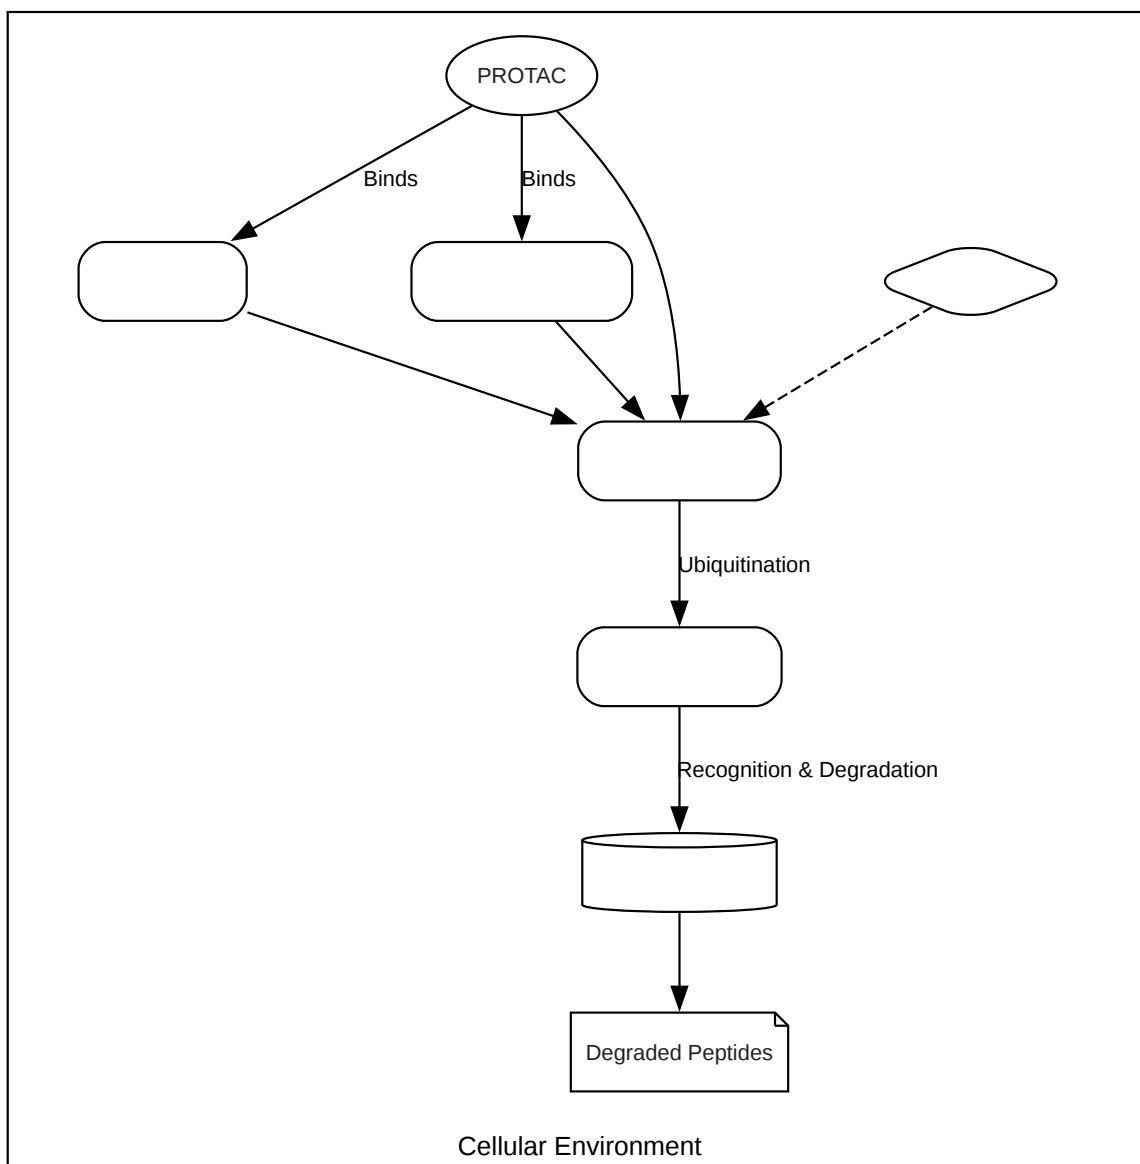 PROTAC
Binds
Binds
Ubiquitination
Recognition & Degradation
Degraded Peptides
Cellular Environment